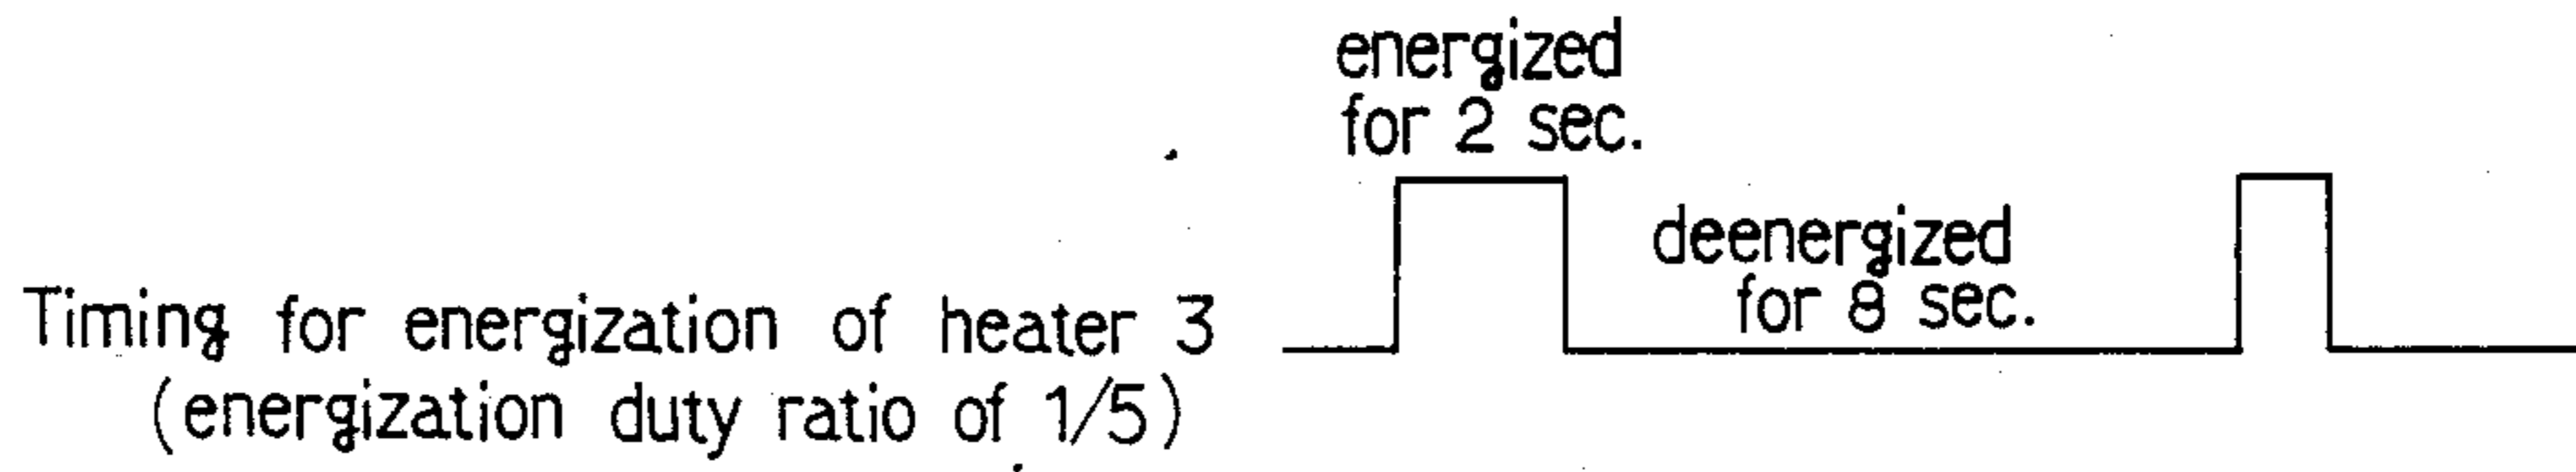 energized
for 2 sec.
deenergized
for 8 sec.
Timing for energization of heater 3
(energization duty ratio of 1/5)